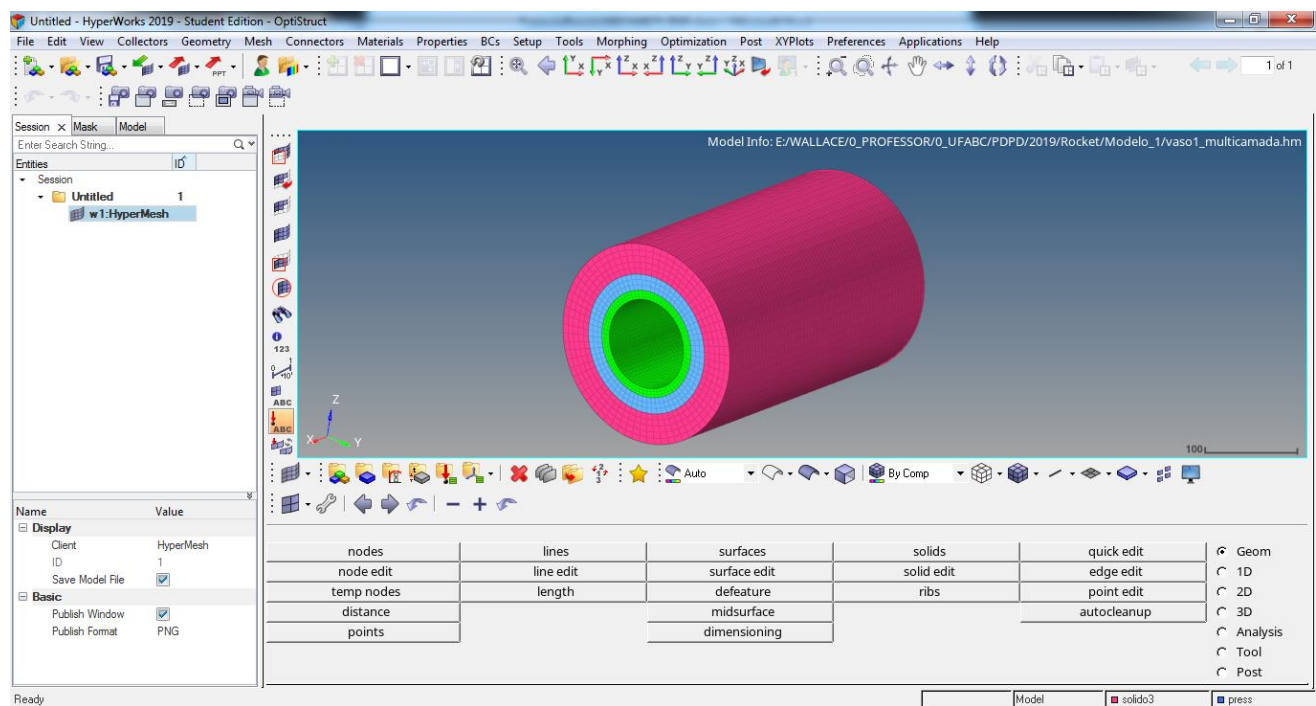 Untitled - HyperWorks 2019 - Student Edition - OptiStruct
File Edit View Collectors Geometry Mesh Connectors Materials Properties BCs Setup Tools Morphing Optimization Post XYPlots Preferences Applications Help
1 of 1
Session Mask Model
Enter Search String...
Entities ID
Session
Untitled 1
w1:HyperMesh
Model Info: E:/WALLACE/0_PROFESSOR/0_UFABC/PDPD/2019/Rocket/Modelo_1/vaso1_multicamada.hm
123
ABC
ABC
Z
X Y
100
Auto By Comp
Name Value
Display
Client HyperMesh
ID 1
Save Model File
Basic
Publish Window
Publish Format PNG
nodes lines surfaces solids quick edit Geom
node edit line edit surface edit solid edit edge edit 1D
temp nodes length defeature ribs point edit 2D
distance midsurface autocleanup 3D
points dimensioning Analysis
Tool
Post
Ready Model solido3 press